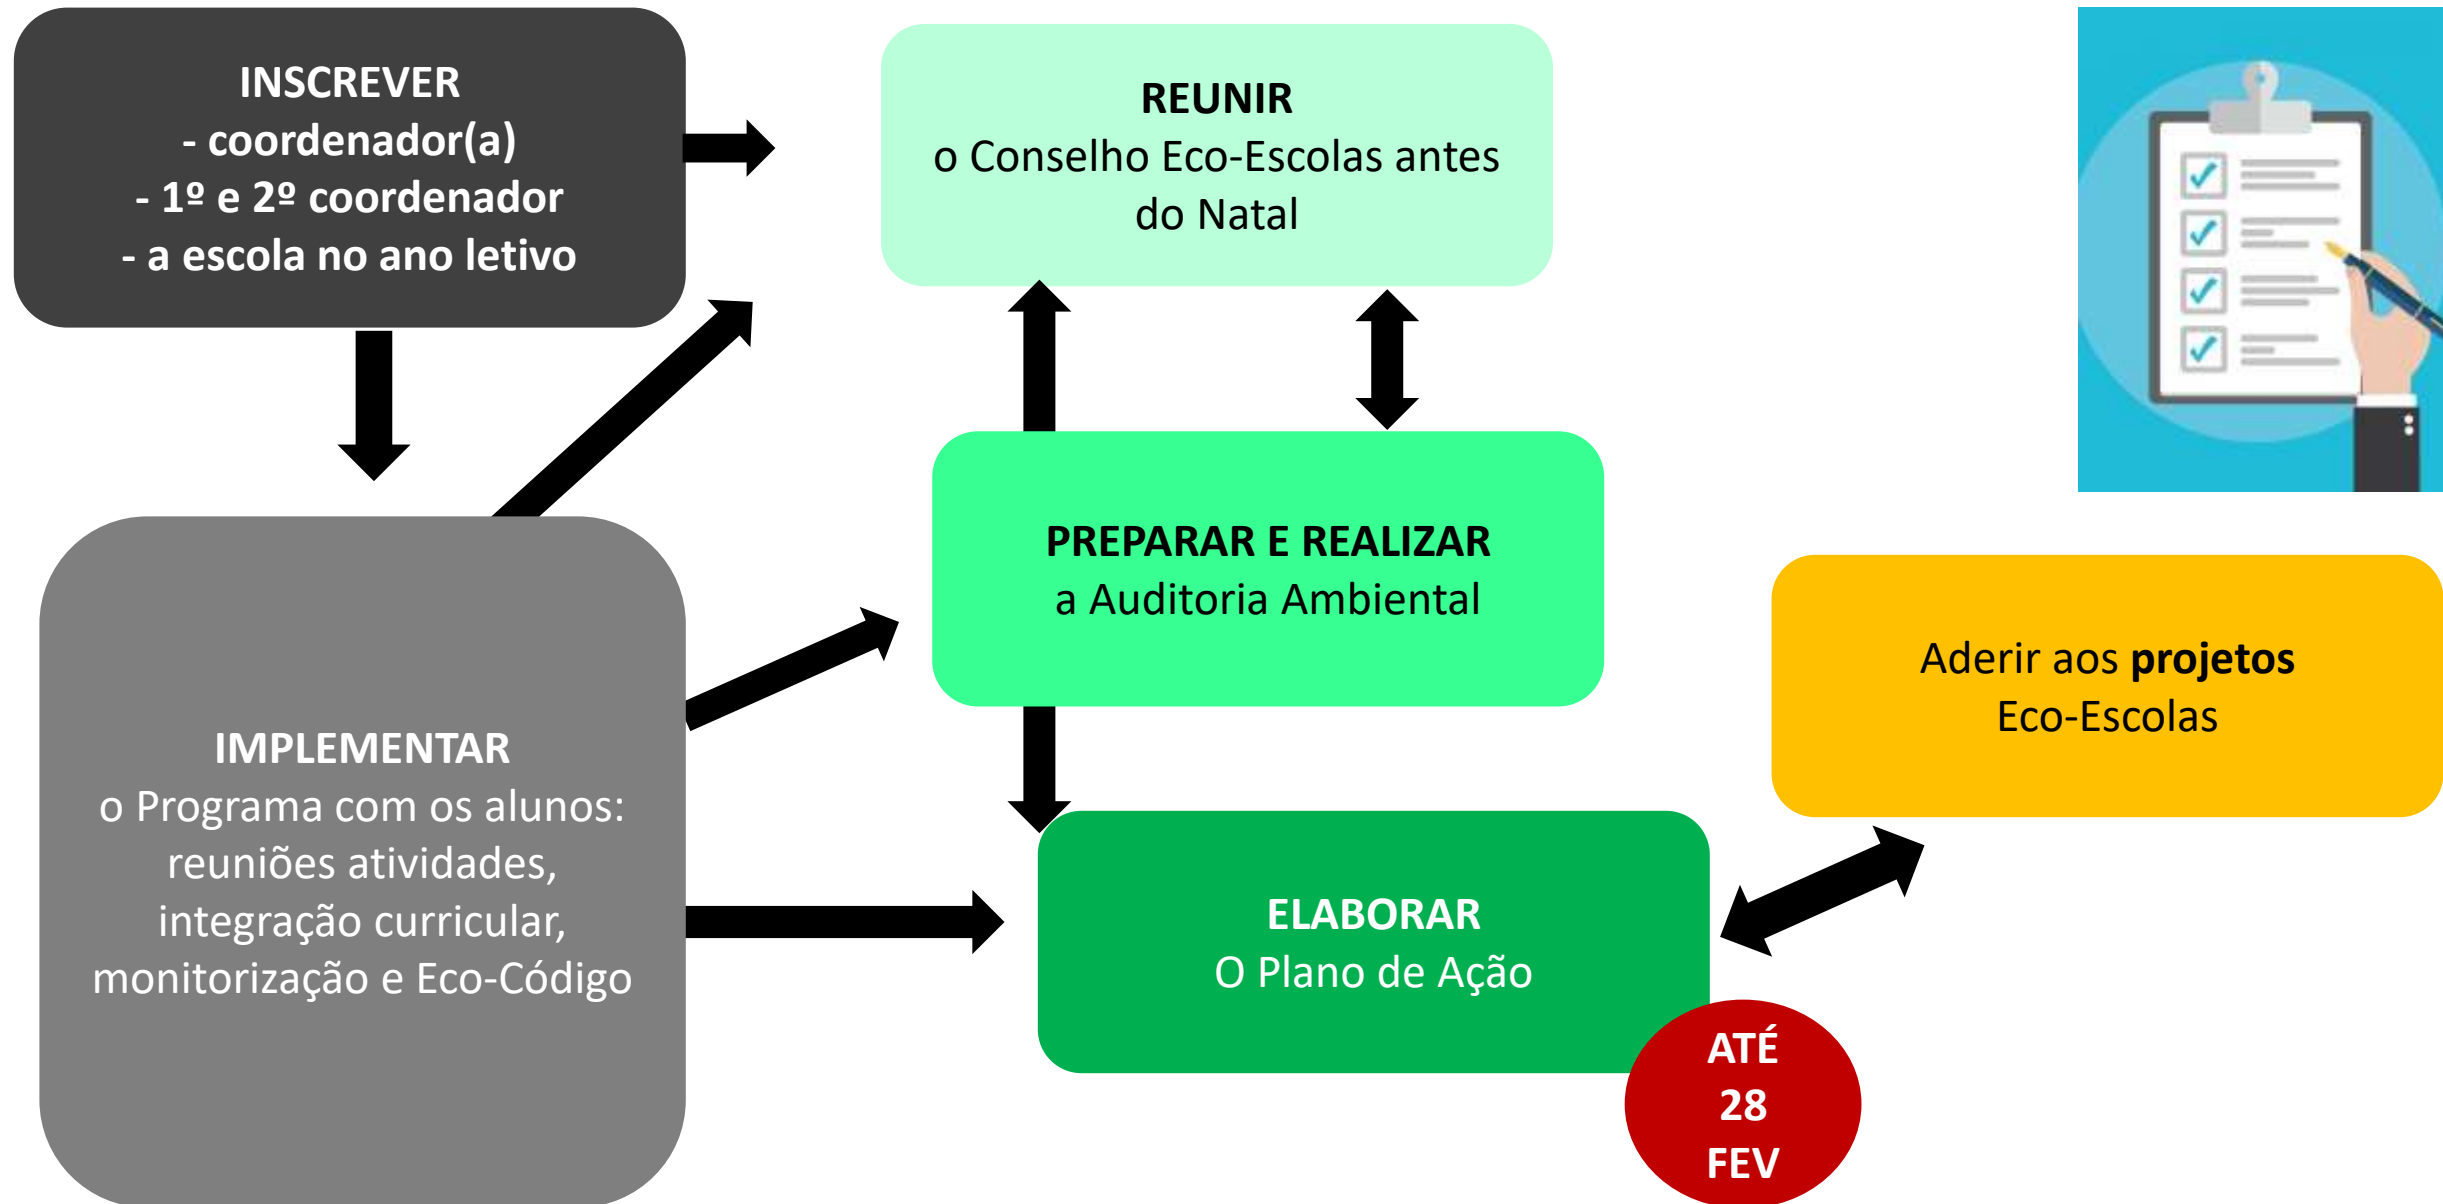 INSCREVER
- coordenador(a)
- 1º e 2º coordenador
- a escola no ano letivo
REUNIR
o Conselho Eco-Escolas antes
do Natal
PREPARAR E REALIZAR
a Auditoria Ambiental
IMPLEMENTAR
o Programa com os alunos:
reuniões atividades,
integração curricular,
monitorização e Eco-Código
Aderir aos projetos
Eco-Escolas
ELABORAR
O Plano de Ação
ATÉ
28
FEV